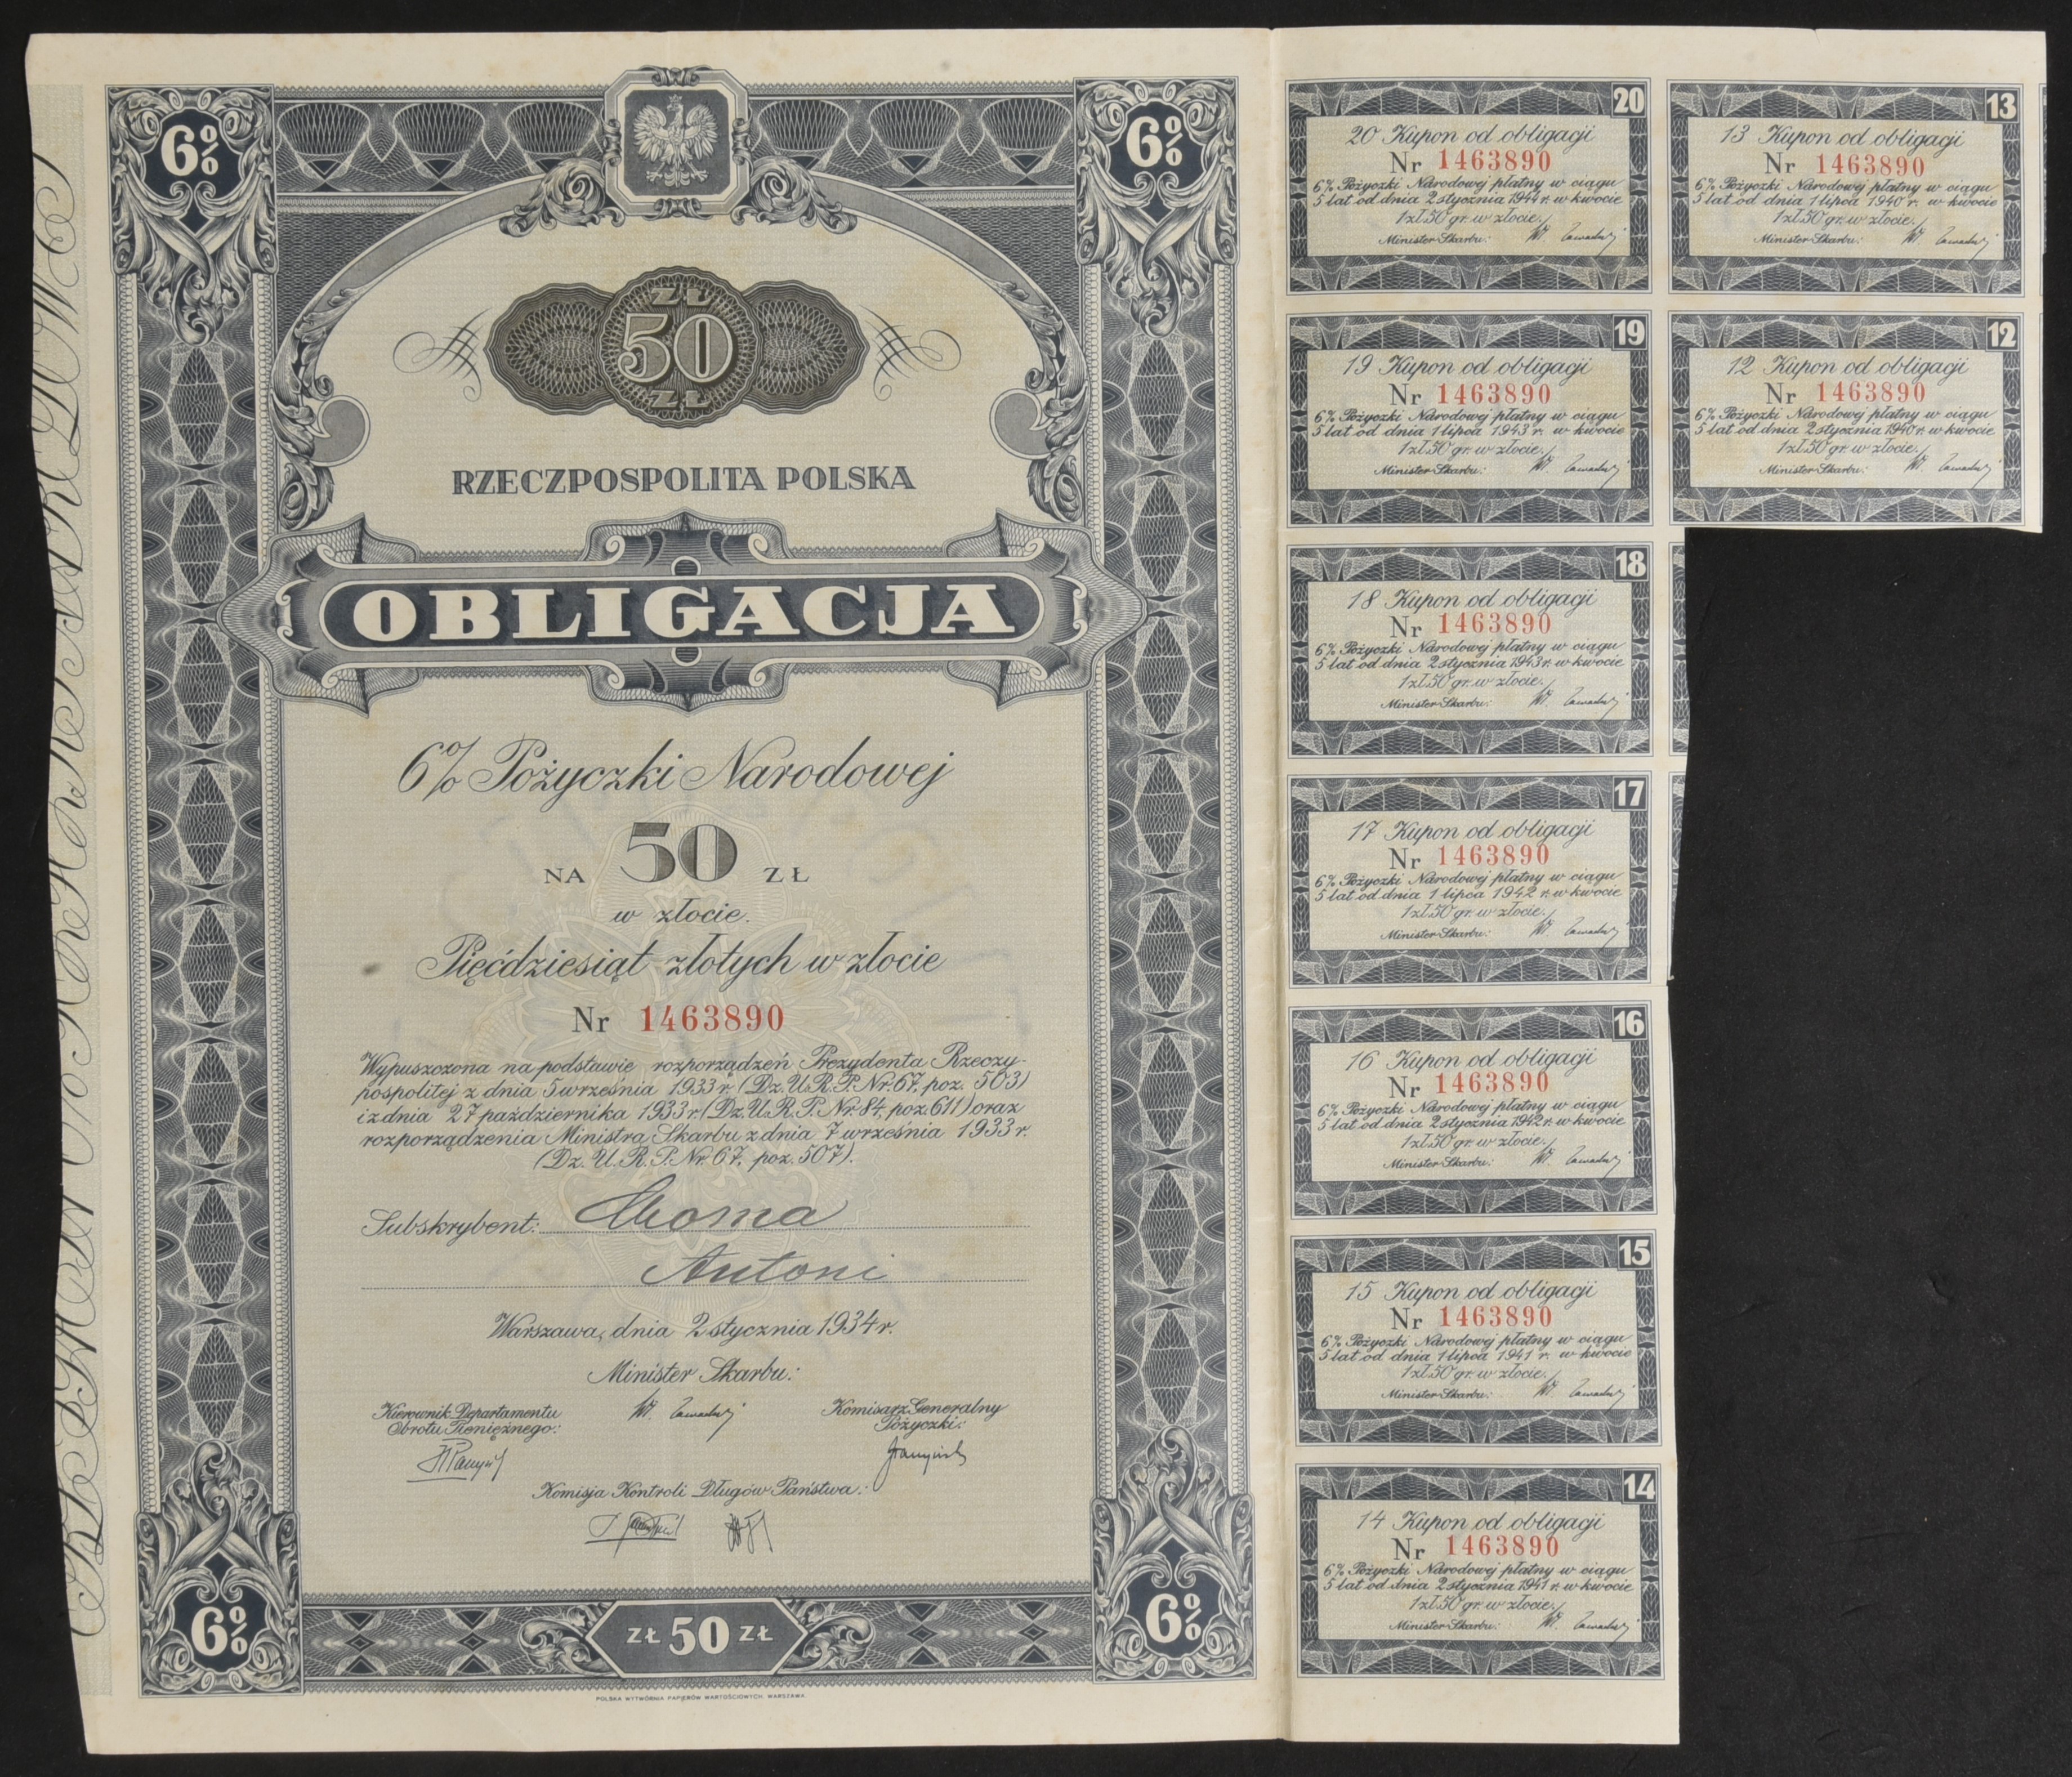 6%
6%
ZŁ
50
ZŁ
RZECZPOSPOLITA POLSKA
OBLIGACJA
6% Pożyczki Narodowej
NA 50 ZŁ
w złocie.
Pięćdziesiąt złotych w złocie
Nr 1463890
Wypuszczona na podstawie rozporządzeń Prezydenta Rzeczy-
pospolitej z dnia 5 września 1933 r. (Dz. U. R. P. Nr. 67, poz. 503)
i z dnia 27 października 1933 r. (Dz. U. R. P. Nr. 84, poz. 611) oraz
rozporządzenia Ministra Skarbu z dnia 7 września 1933 r.
(Dz. U. R. P. Nr. 67, poz. 507).
Subskrybent:
Antoni
Warszawa, dnia 2 stycznia 1934 r.
Minister Skarbu:
Kierownik Departamentu
Obrotu Pieniężnego:
Komisarz Generalny
Pożyczki:
Komisja Kontroli Długów Państwa:
6%
ZŁ 50 ZŁ
6%
POLSKA WYTWÓRNIA PAPIERÓW WARTOŚCIOWYCH. WARSZAWA.
20
20 Kupon od obligacji
Nr 1463890
6% Pożyczki Narodowej płatny w ciągu
5 lat od dnia 2 stycznia 1944 r. w kwocie
1 zł. 50 gr. w złocie.
Minister Skarbu:
13
13 Kupon od obligacji
Nr 1463890
6% Pożyczki Narodowej płatny w ciągu
5 lat od dnia 1 lipca 1940 r. w kwocie
1 zł. 50 gr. w złocie.
Minister Skarbu:
19
19 Kupon od obligacji
Nr 1463890
6% Pożyczki Narodowej płatny w ciągu
5 lat od dnia 1 lipca 1943 r. w kwocie
1 zł. 50 gr. w złocie.
Minister Skarbu:
12
12 Kupon od obligacji
Nr 1463890
6% Pożyczki Narodowej płatny w ciągu
5 lat od dnia 2 stycznia 1940 r. w kwocie
1 zł. 50 gr. w złocie.
Minister Skarbu:
18
18 Kupon od obligacji
Nr 1463890
6% Pożyczki Narodowej płatny w ciągu
5 lat od dnia 2 stycznia 1943 r. w kwocie
1 zł. 50 gr. w złocie.
Minister Skarbu:
17
17 Kupon od obligacji
Nr 1463890
6% Pożyczki Narodowej płatny w ciągu
5 lat od dnia 1 lipca 1942 r. w kwocie
1 zł. 50 gr. w złocie.
Minister Skarbu:
16
16 Kupon od obligacji
Nr 1463890
6% Pożyczki Narodowej płatny w ciągu
5 lat od dnia 2 stycznia 1942 r. w kwocie
1 zł. 50 gr. w złocie.
Minister Skarbu:
15
15 Kupon od obligacji
Nr 1463890
6% Pożyczki Narodowej płatny w ciągu
5 lat od dnia 1 lipca 1941 r. w kwocie
1 zł. 50 gr. w złocie.
Minister Skarbu:
14
14 Kupon od obligacji
Nr 1463890
6% Pożyczki Narodowej płatny w ciągu
5 lat od dnia 2 stycznia 1941 r. w kwocie
1 zł. 50 gr. w złocie.
Minister Skarbu: